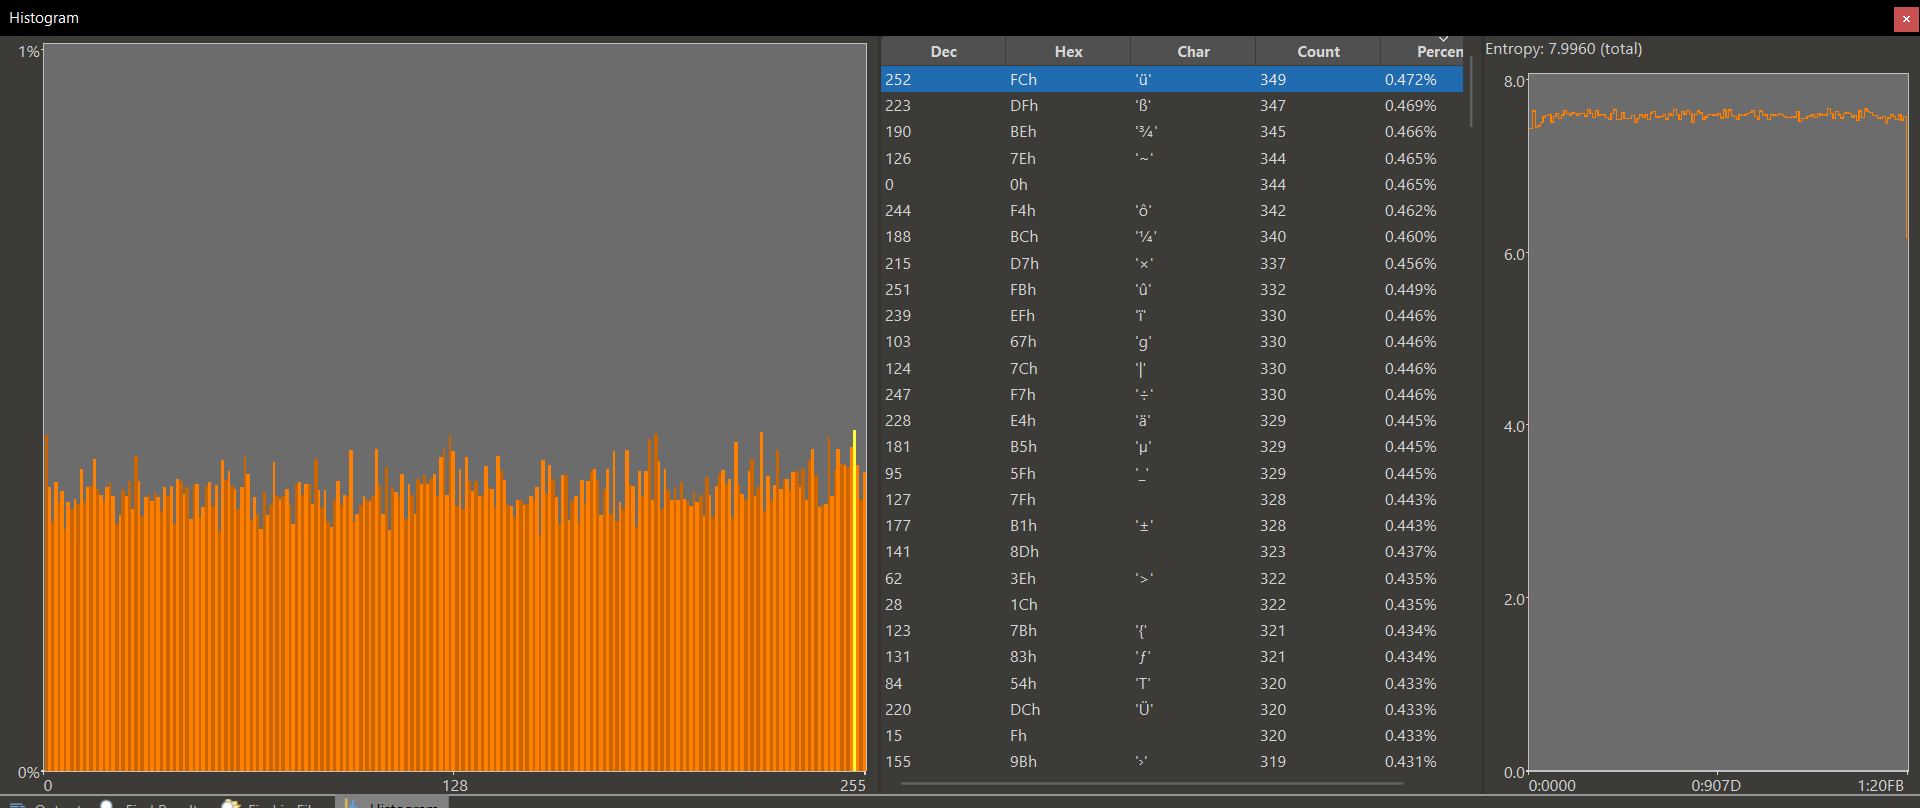 Histogram
1%
0%
0 128 255
Dec Hex Char Count Percen
252 FCh 'ü' 349 0.472%
223 DFh 'ß' 347 0.469%
190 BEh '¾' 345 0.466%
126 7Eh '~' 344 0.465%
0 0h 344 0.465%
244 F4h 'ô' 342 0.462%
188 BCh '¼' 340 0.460%
215 D7h '×' 337 0.456%
251 FBh 'û' 332 0.449%
239 EFh 'ï' 330 0.446%
103 67h 'g' 330 0.446%
124 7Ch '|' 330 0.446%
247 F7h '÷' 330 0.446%
228 E4h 'ä' 329 0.445%
181 B5h 'µ' 329 0.445%
95 5Fh '_' 329 0.445%
127 7Fh 328 0.443%
177 B1h '±' 328 0.443%
141 8Dh 323 0.437%
62 3Eh '>' 322 0.435%
28 1Ch 322 0.435%
123 7Bh '{' 321 0.434%
131 83h 'ƒ' 321 0.434%
84 54h 'T' 320 0.433%
220 DCh 'Ü' 320 0.433%
15 Fh 320 0.433%
155 9Bh '›' 319 0.431%
Entropy: 7.9960 (total)
8.0
6.0
4.0
2.0
0.0
0:0000 0:907D 1:20FB
Histogram